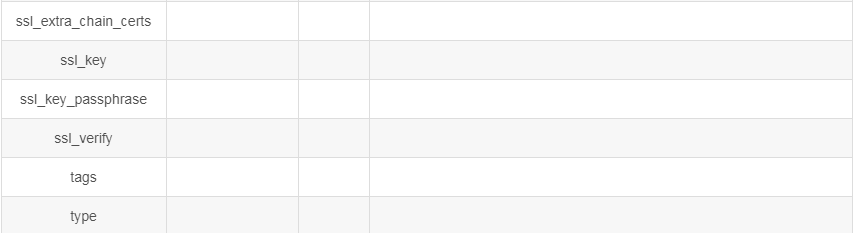 ssl_extra_chain_certs
ssl_key
ssl_key_passphrase
ssl_verify
tags
type